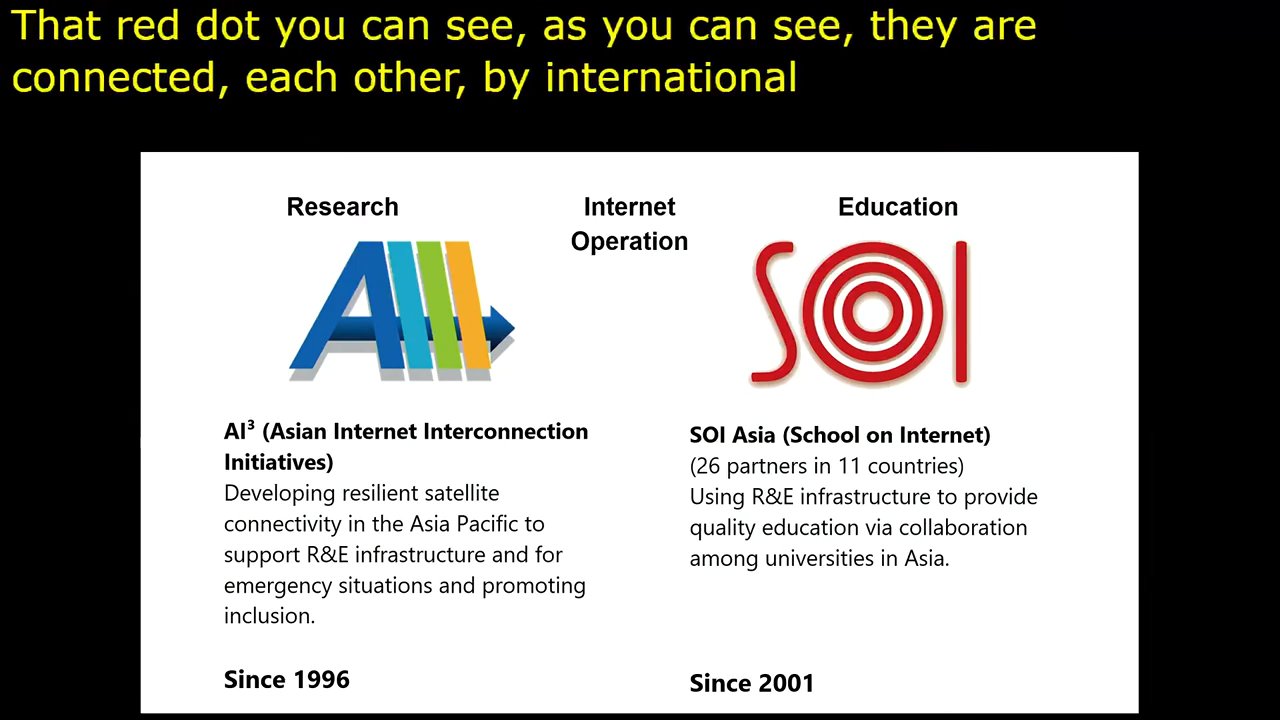 That red dot you can see, as you can see, they are
connected, each other, by international
Research
Internet
Operation
Education
AI
SOI
AI³ (Asian Internet Interconnection
Initiatives)
Developing resilient satellite
connectivity in the Asia Pacific to
support R&E infrastructure and for
emergency situations and promoting
inclusion.
Since 1996
SOI Asia (School on Internet)
(26 partners in 11 countries)
Using R&E infrastructure to provide
quality education via collaboration
among universities in Asia.
Since 2001